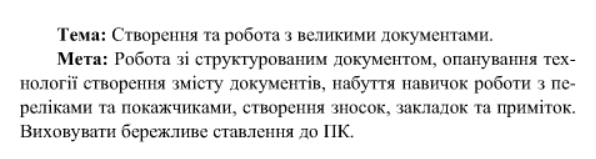 Тема: Створення та робота з великими документами.
Мета: Робота зі структурованим документом, опанування тех-
нології створення змісту документів, набуття навичок роботи з пе-
реліками та покажчиками, створення зносок, закладок та приміток.
Виховувати бережливе ставлення до ПК.